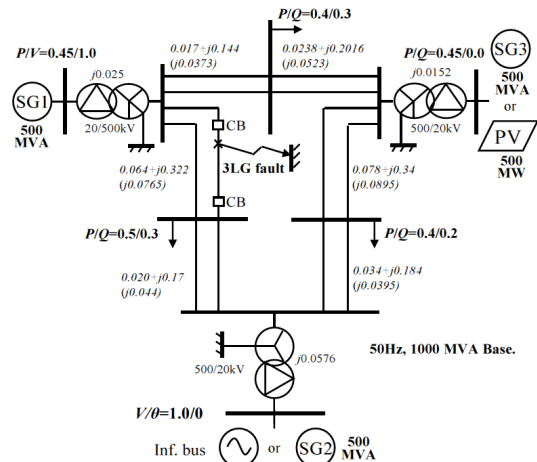 P/Q=0.4/0.3
0.017+j0.144
(j0.0373)
0.0238+j0.2016
(j0.0523)
P/V=0.45/1.0
j0.025
SG1
500
MVA
20/500kV
P/Q=0.45/0.0
j0.0152
SG3
500
MVA
or
PV
500
MW
500/20kV
CB
3LG fault
CB
0.064+j0.322
(j0.0765)
0.078+j0.34
(j0.0895)
P/Q=0.5/0.3
P/Q=0.4/0.2
0.020+j0.17
(j0.044)
0.034+j0.184
(j0.0395)
500/20kV
j0.0576
50Hz, 1000 MVA Base.
V/θ=1.0/0
Inf. bus
or
SG2
500
MVA